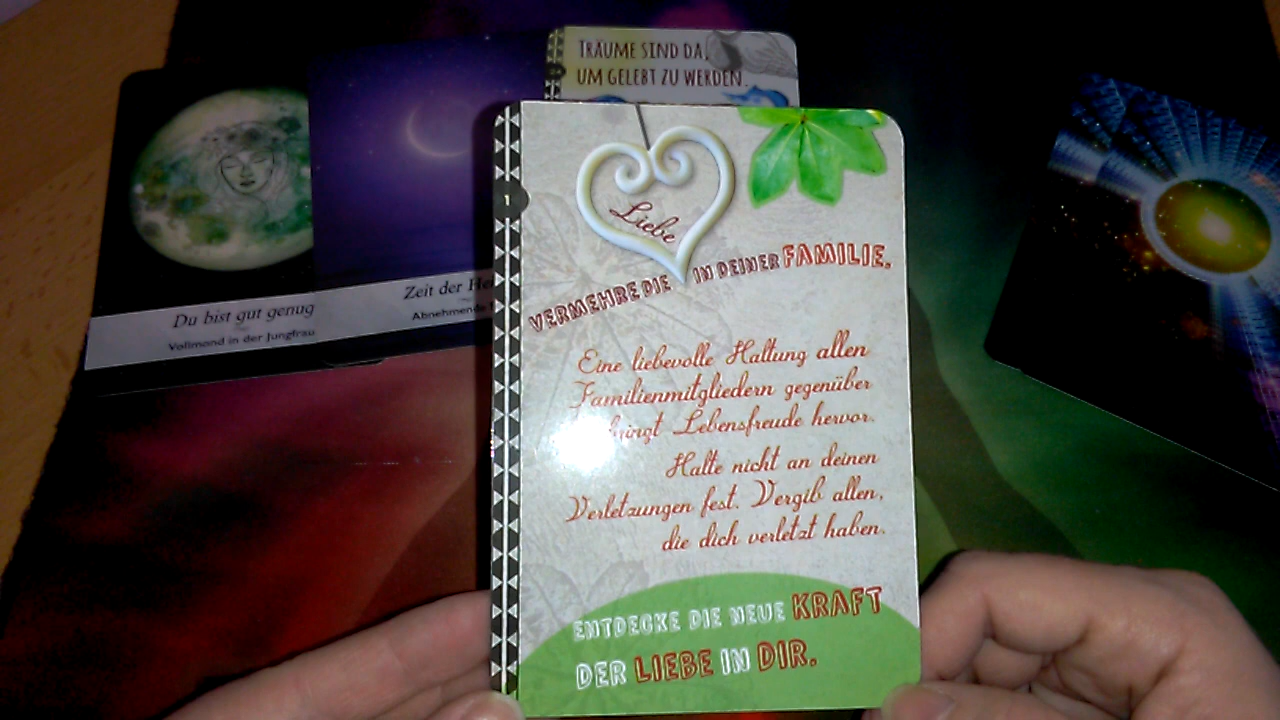 TRÄUME SIND DA,
UM GELEBT ZU WERDEN.
Du bist gut genug
Vollmond in der Jungfrau
Zeit der
Abnehmende
1
Liebe
VERMEHRE DIE IN DEINER FAMILIE.
Eine liebevolle Haltung allen
Familienmitgliedern gegenüber
Lebensfreude hervor.
Halte nicht an deinen
Verletzungen fest. Vergib allen,
die dich verletzt haben.
ENTDECKE DIE NEUE KRAFT
DER LIEBE IN DIR.